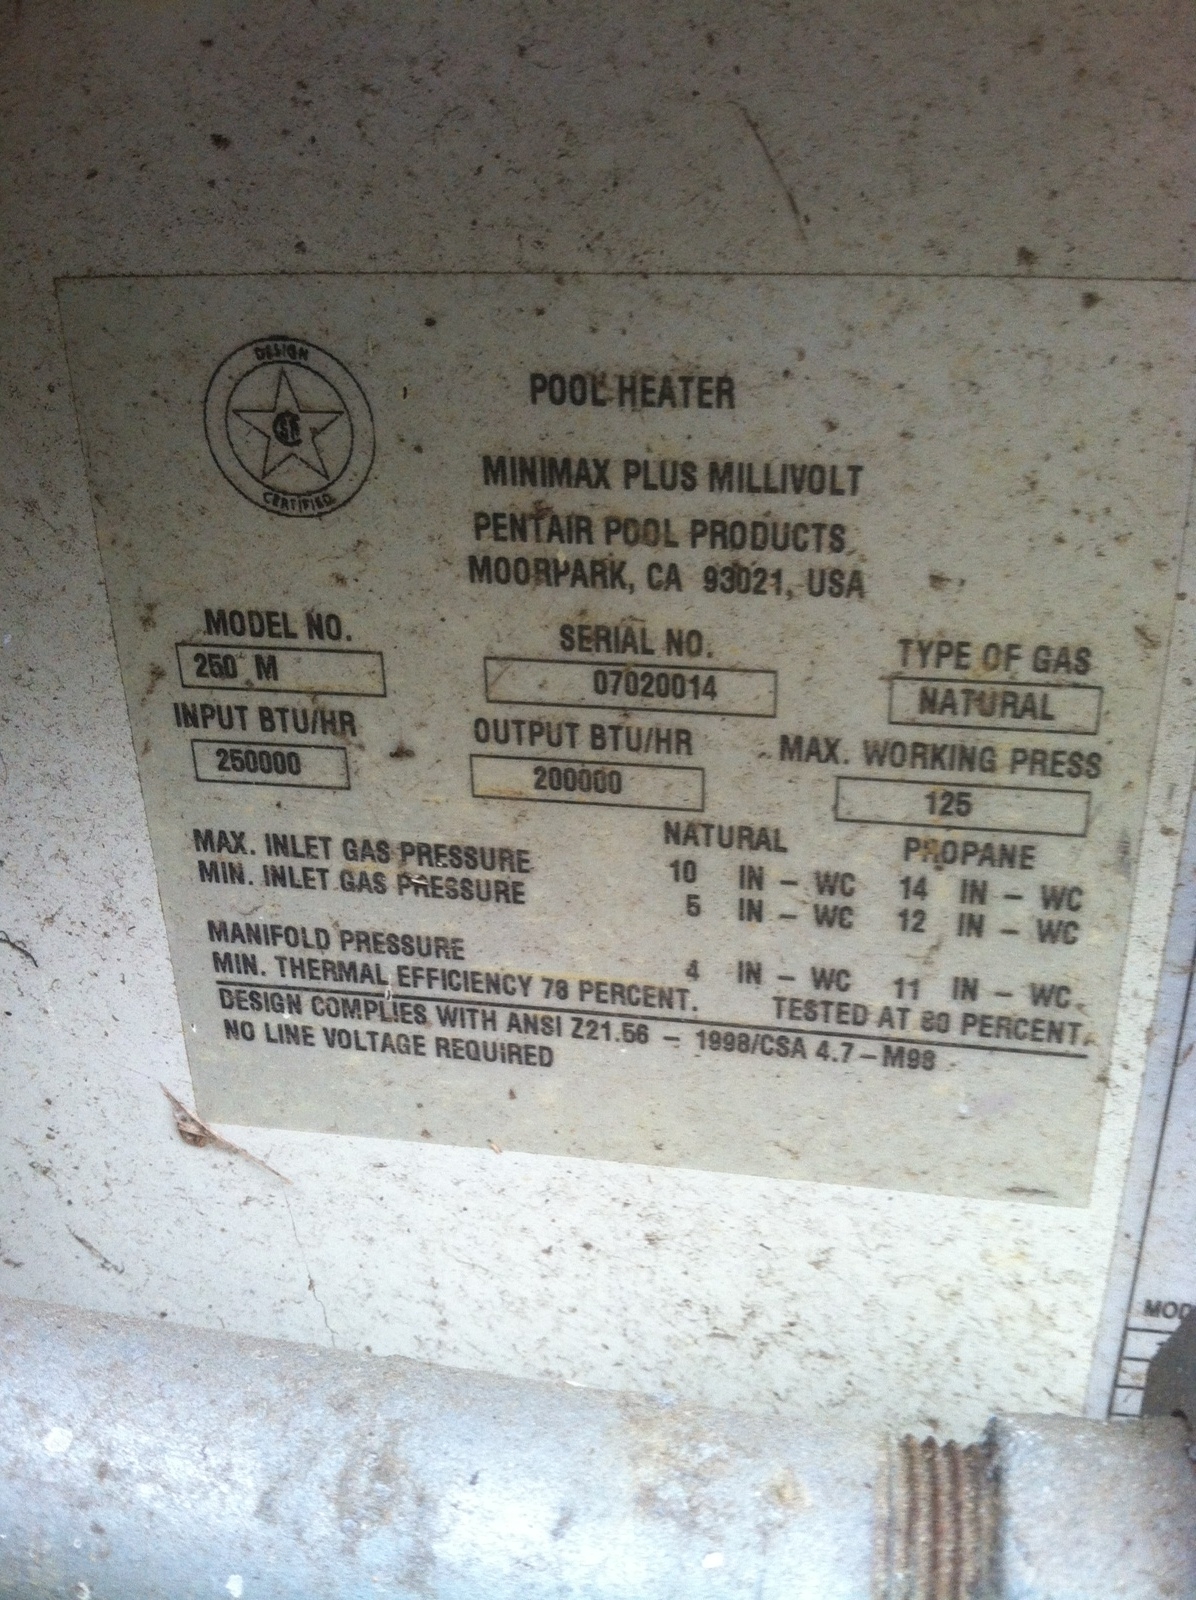 DESIGN
CSA
CERTIFIED
POOL HEATER
MINIMAX PLUS MILLIVOLT
PENTAIR POOL PRODUCTS
MOORPARK, CA 93021, USA
MODEL NO. SERIAL NO. TYPE OF GAS
250 M 07020014 NATURAL
INPUT BTU/HR OUTPUT BTU/HR MAX. WORKING PRESS
250000 200000 125
NATURAL PROPANE
MAX. INLET GAS PRESSURE 10 IN - WC 14 IN - WC
MIN. INLET GAS PRESSURE 5 IN - WC 12 IN - WC
MANIFOLD PRESSURE 4 IN - WC 11 IN - WC.
MIN. THERMAL EFFICIENCY 78 PERCENT. TESTED AT 80 PERCENT.
DESIGN COMPLIES WITH ANSI Z21.56 - 1998/CSA 4.7-M98
NO LINE VOLTAGE REQUIRED
MOD